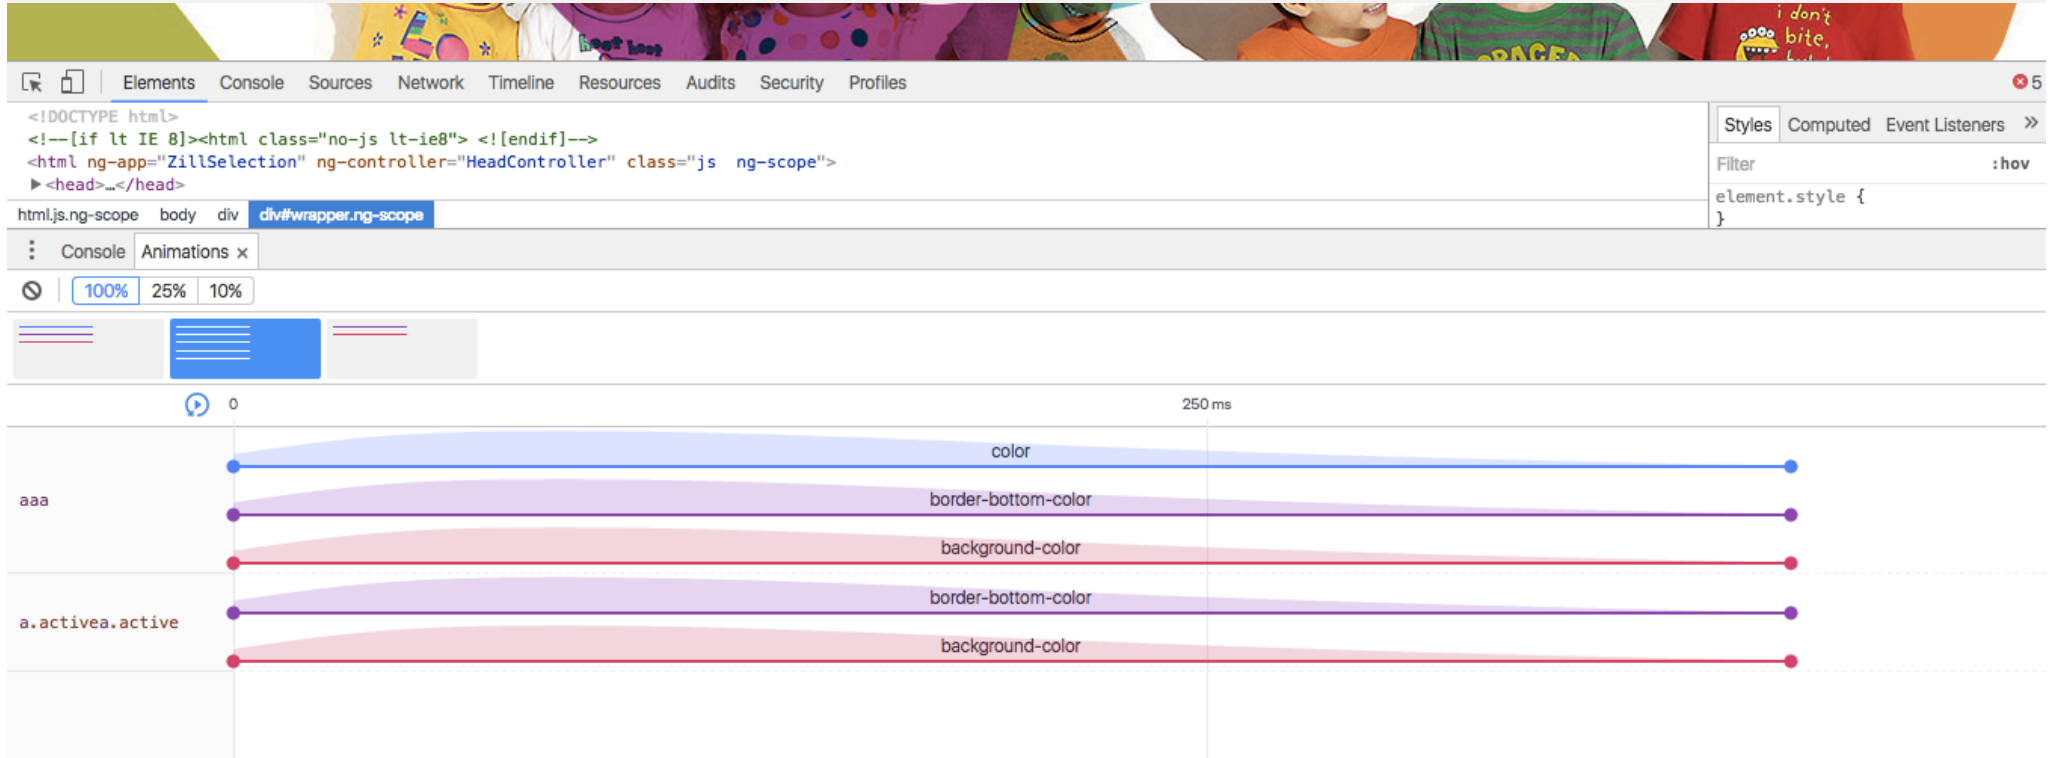 i don't
bite,
heat heat
SPACED
Elements Console Sources Network Timeline Resources Audits Security Profiles 5
<!DOCTYPE html>
<!--[if lt IE 8]><html class="no-js lt-ie8"> <![endif]-->
<html ng-app="ZillSelection" ng-controller="HeadController" class="js  ng-scope">
<head>…</head>
html.js.ng-scope body div div#wrapper.ng-scope
Styles Computed Event Listeners »
Filter :hov
element.style {
}
Console Animations ×
100% 25% 10%
0 250 ms
color
aaa
border-bottom-color
background-color
border-bottom-color
a.activea.active
background-color